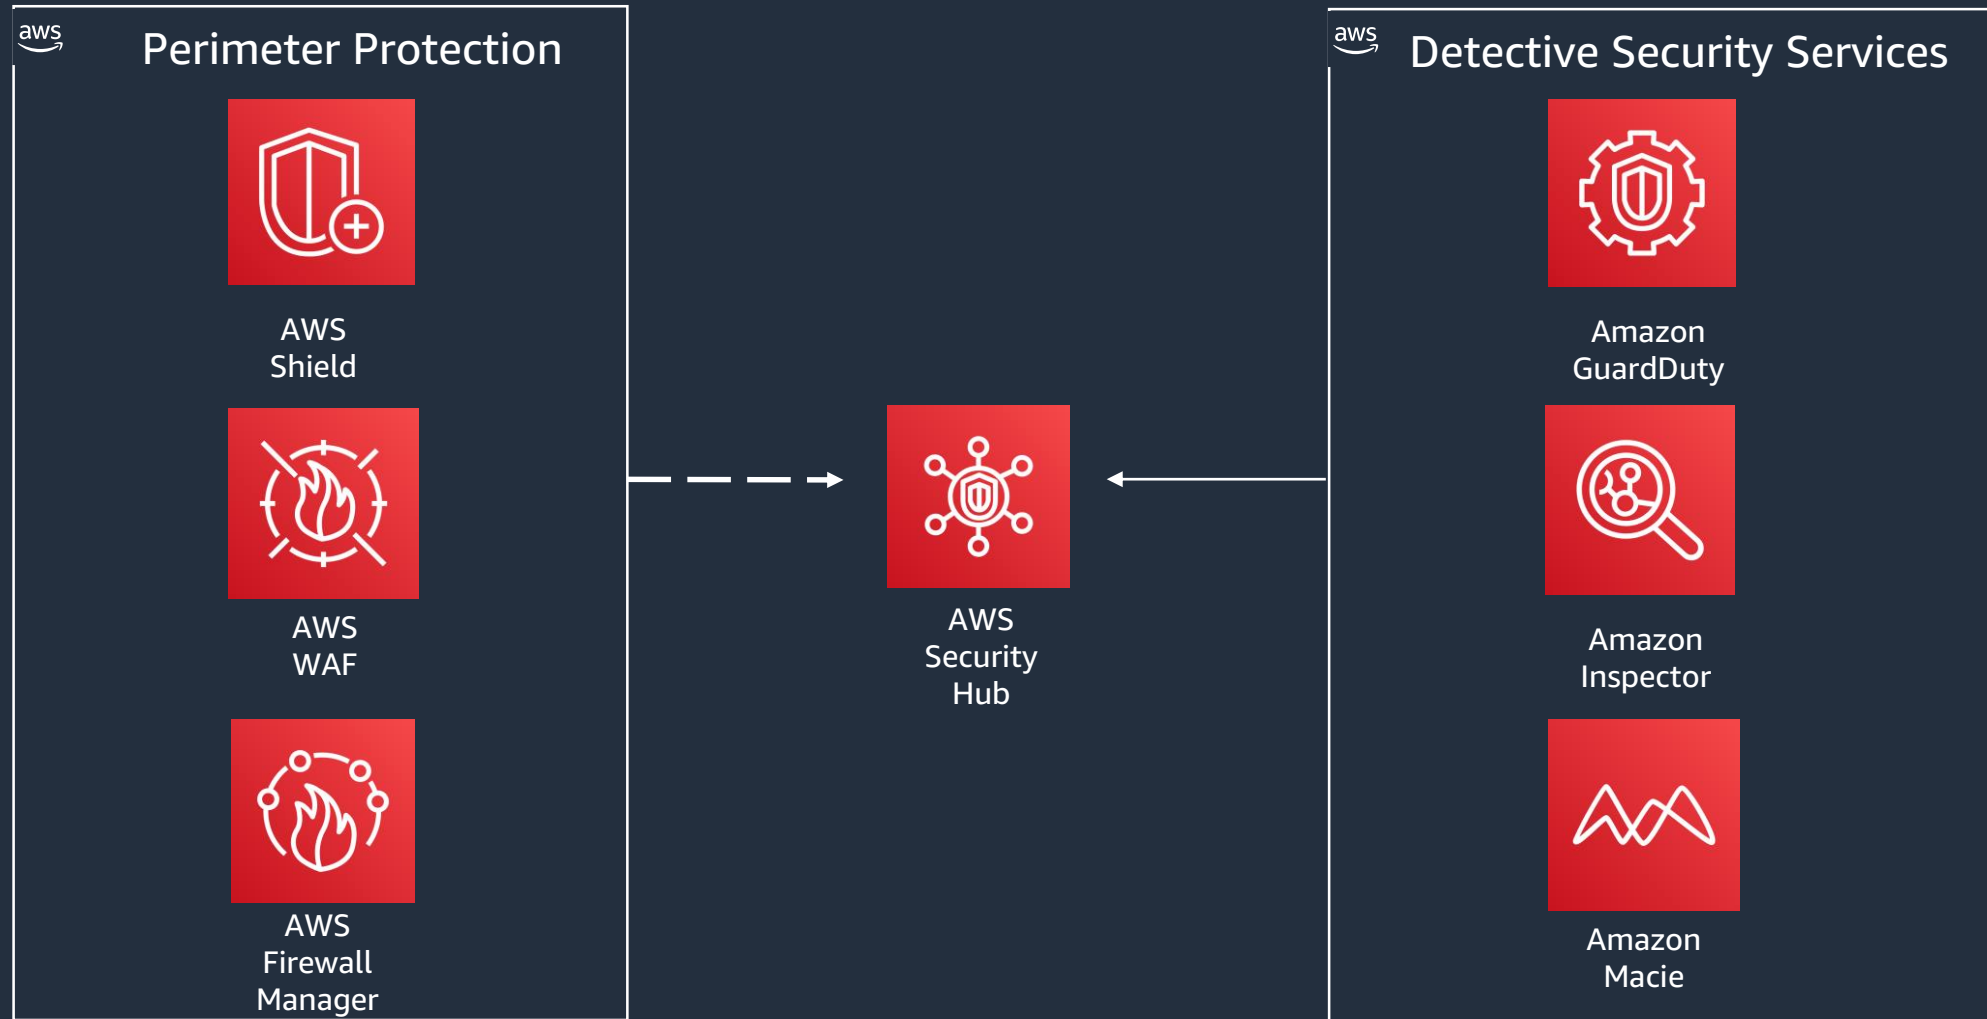 aws
Perimeter Protection
AWS
Shield
AWS
WAF
AWS
Firewall
Manager
AWS
Security
Hub
aws
Detective Security Services
Amazon
GuardDuty
Amazon
Inspector
Amazon
Macie